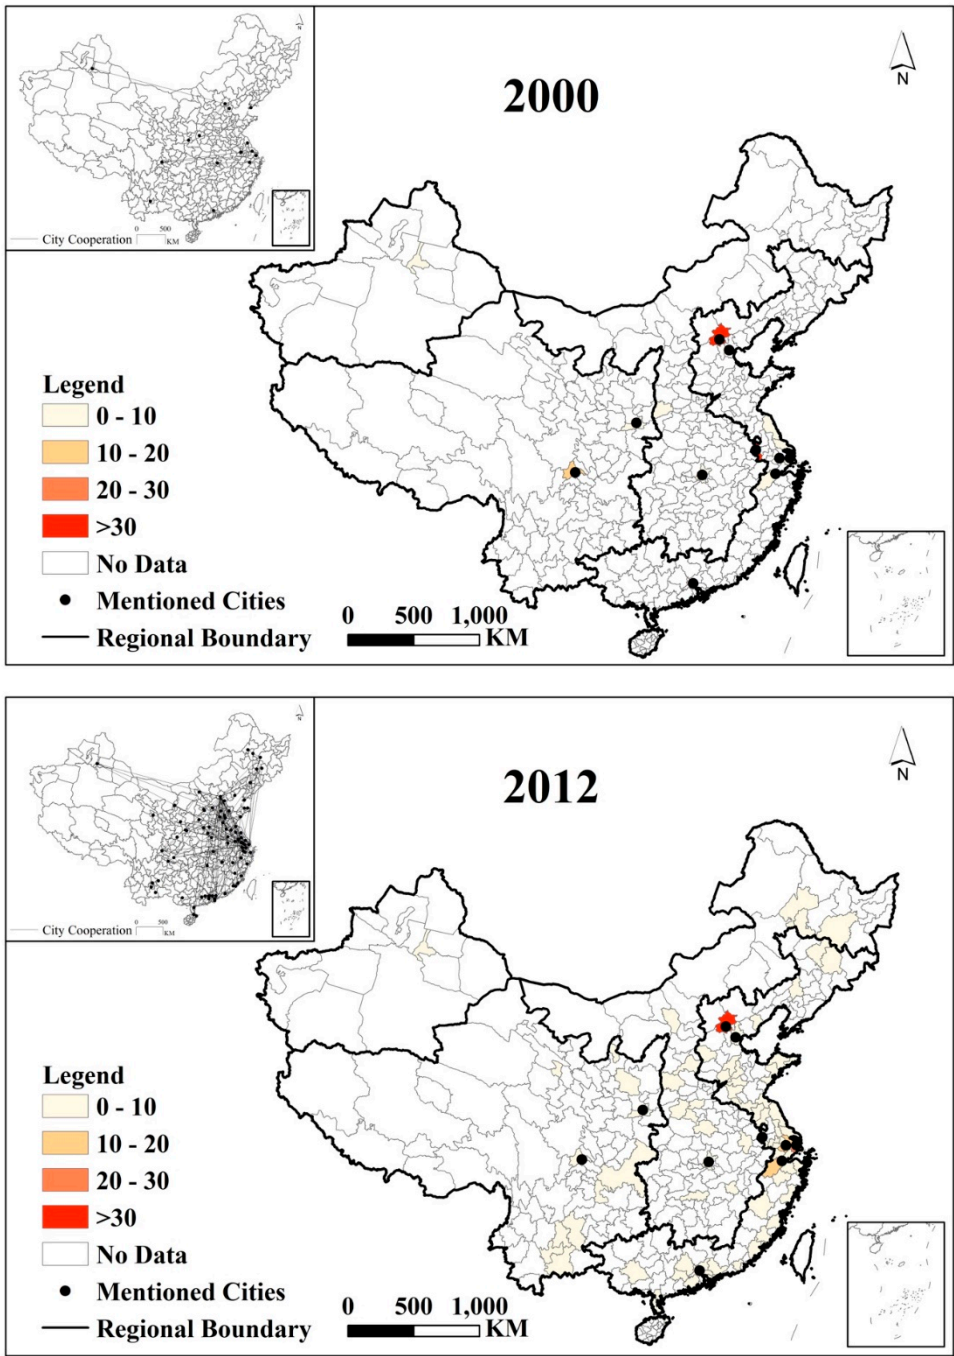 2000
N
City Cooperation
0 500
KM
Legend
0 - 10
10 - 20
20 - 30
>30
No Data
Mentioned Cities
Regional Boundary
0 500 1,000
KM
N
2012
N
City Cooperation
0 500
KM
Legend
0 - 10
10 - 20
20 - 30
>30
No Data
Mentioned Cities
Regional Boundary
0 500 1,000
KM